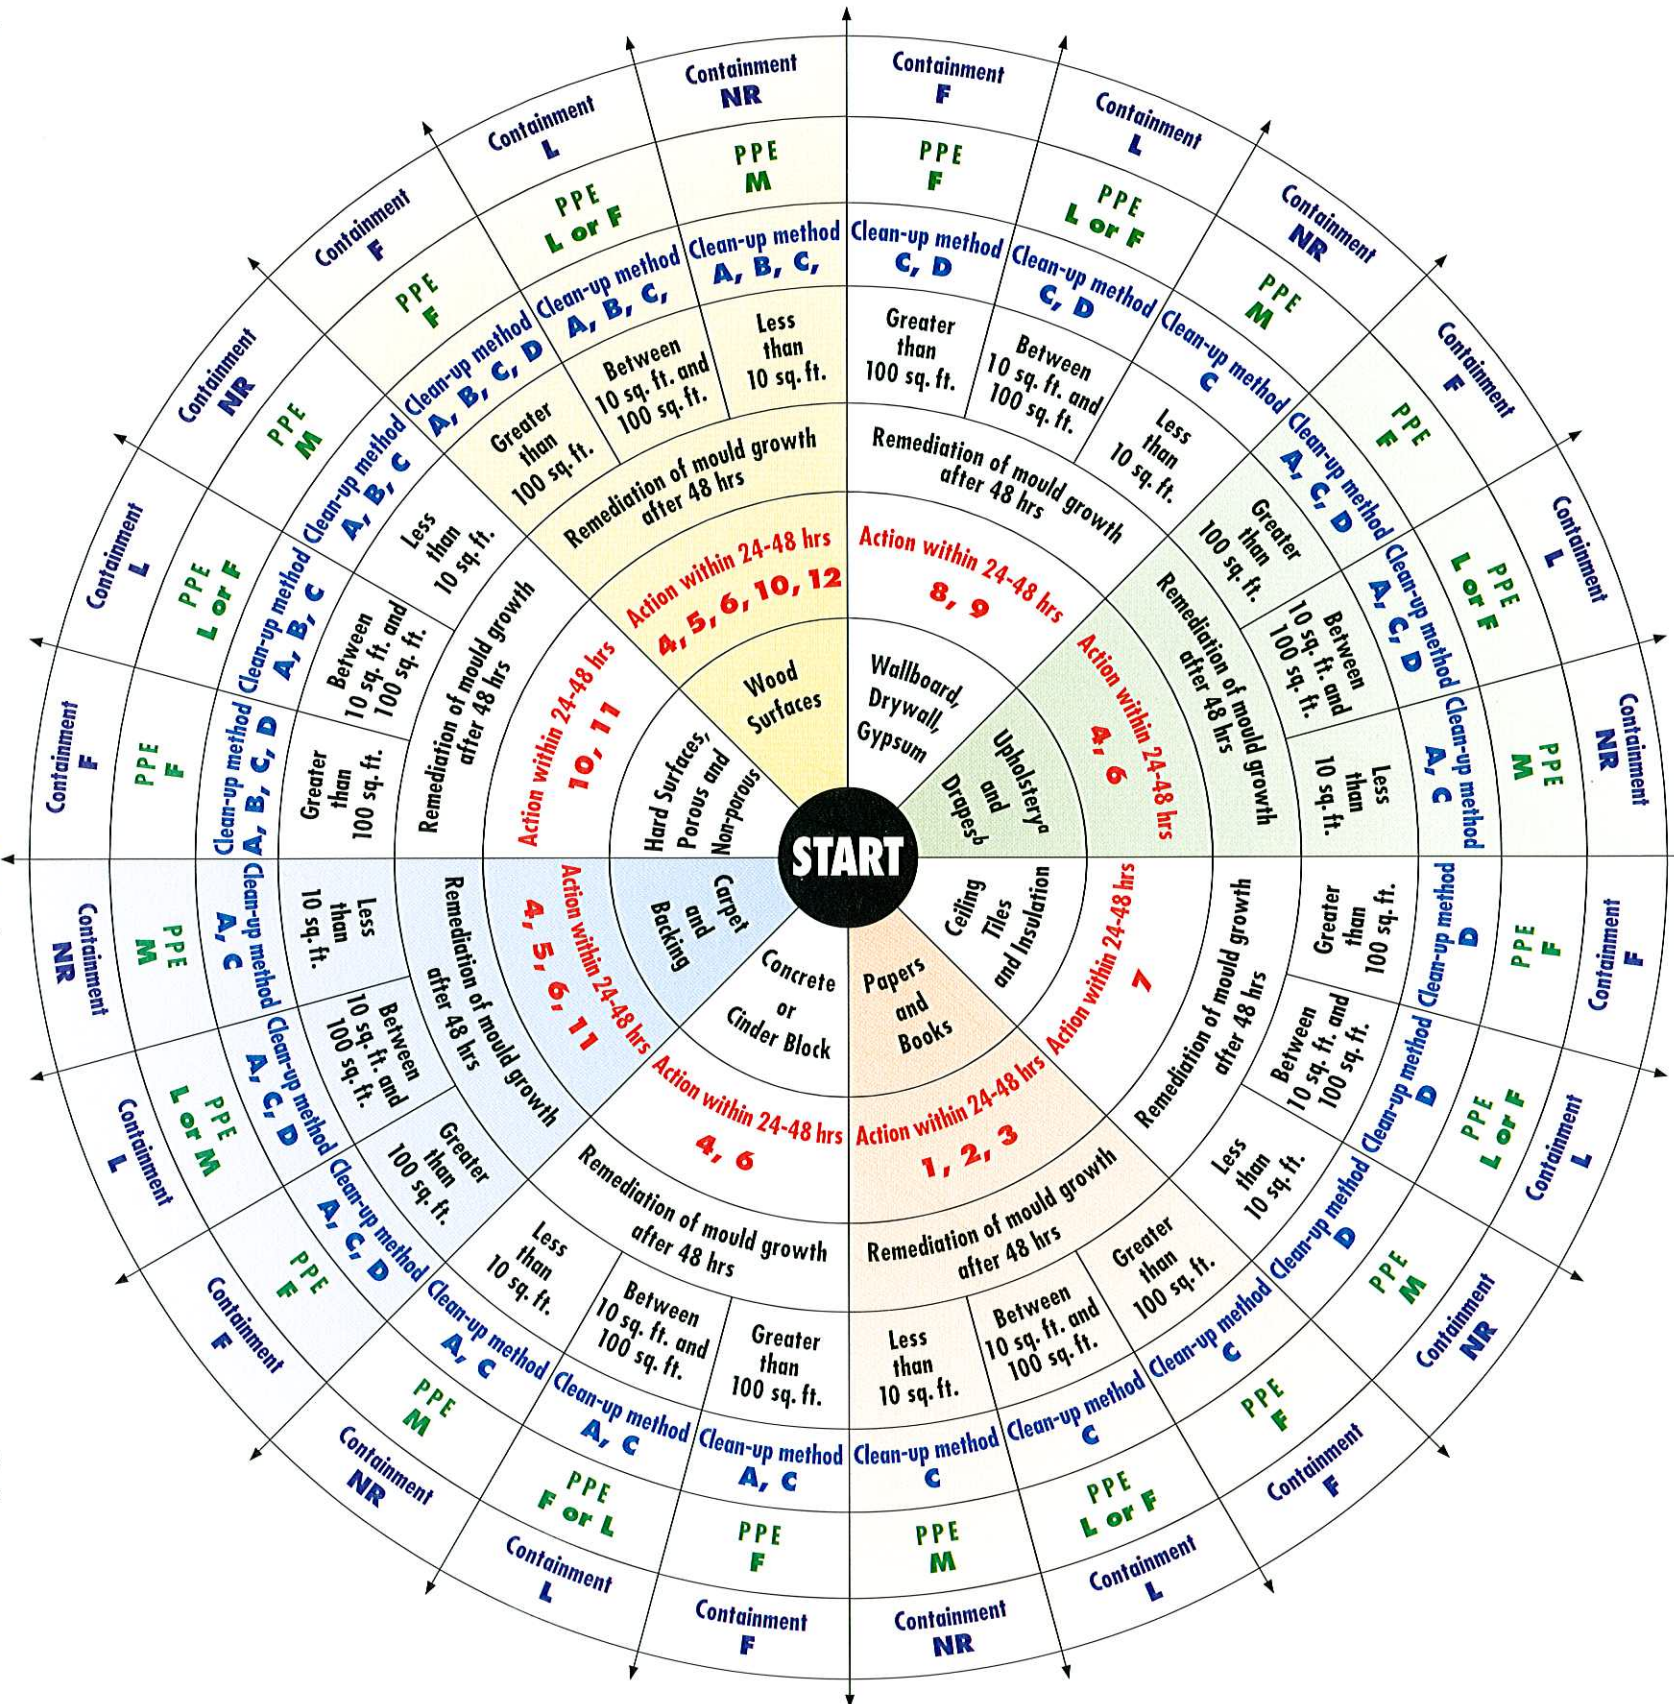 START
Wallboard,
Drywall,
Gypsum
Action within 24-48 hrs
8, 9
Remediation of mould growth
after 48 hrs
Greater
than
100 sq. ft.
Clean-up method
C, D
PPE
F
Containment
F
Between
10 sq. ft. and
100 sq. ft.
Clean-up method
C, D
PPE
L or F
Containment
L
Less
than
10 sq. ft.
Clean-up method
C
PPE
M
Containment
NR
Upholsteryᵃ
and
Drapesᵇ
Action within 24-48 hrs
4, 6
Remediation of mould growth
after 48 hrs
Greater
than
100 sq. ft.
Clean-up method
A, C, D
PPE
F
Containment
F
Between
10 sq. ft. and
100 sq. ft.
Clean-up method
A, C, D
PPE
L or F
Containment
L
Less
than
10 sq. ft.
Clean-up method
A, C
PPE
M
Containment
NR
Ceiling
Tiles
and Insulation
Action within 24-48 hrs
7
Remediation of mould growth
after 48 hrs
Greater
than
100 sq. ft.
Clean-up method
D
PPE
F
Containment
F
Between
10 sq. ft. and
100 sq. ft.
Clean-up method
D
PPE
L or F
Containment
L
Less
than
10 sq. ft.
Clean-up method
D
PPE
M
Containment
NR
Papers
and
Books
Action within 24-48 hrs
1, 2, 3
Remediation of mould growth
after 48 hrs
Greater
than
100 sq. ft.
Clean-up method
C
PPE
F
Containment
F
Between
10 sq. ft. and
100 sq. ft.
Clean-up method
C
PPE
L or F
Containment
L
Less
than
10 sq. ft.
Clean-up method
C
PPE
M
Containment
NR
Concrete
or
Cinder Block
Action within 24-48 hrs
4, 6
Remediation of mould growth
after 48 hrs
Greater
than
100 sq. ft.
Clean-up method
A, C
PPE
F
Containment
F
Between
10 sq. ft. and
100 sq. ft.
Clean-up method
A, C
PPE
F or L
Containment
L
Less
than
10 sq. ft.
Clean-up method
A, C
PPE
M
Containment
NR
Carpet
and
Backing
Action within 24-48 hrs
4, 5, 6, 11
Remediation of mould growth
after 48 hrs
Greater
than
100 sq. ft.
Clean-up method
A, C, D
PPE
F
Containment
F
Between
10 sq. ft. and
100 sq. ft.
Clean-up method
A, C, D
PPE
L or M
Containment
L
Less
than
10 sq. ft.
Clean-up method
A, C
PPE
M
Containment
NR
Hard Surfaces,
Porous and
Non-porous
Action within 24-48 hrs
10, 11
Remediation of mould growth
after 48 hrs
Greater
than
100 sq. ft.
Clean-up method
A, B, C, D
PPE
F
Containment
F
Between
10 sq. ft. and
100 sq. ft.
Clean-up method
A, B, C
PPE
L or F
Containment
L
Less
than
10 sq. ft.
Clean-up method
A, B, C
PPE
M
Containment
NR
Wood
Surfaces
Action within 24-48 hrs
4, 5, 6, 10, 12
Remediation of mould growth
after 48 hrs
Greater
than
100 sq. ft.
Clean-up method
A, B, C, D
PPE
F
Containment
F
Between
10 sq. ft. and
100 sq. ft.
Clean-up method
A, B, C,
PPE
L or F
Containment
L
Less
than
10 sq. ft.
Clean-up method
A, B, C,
PPE
M
Containment
NR